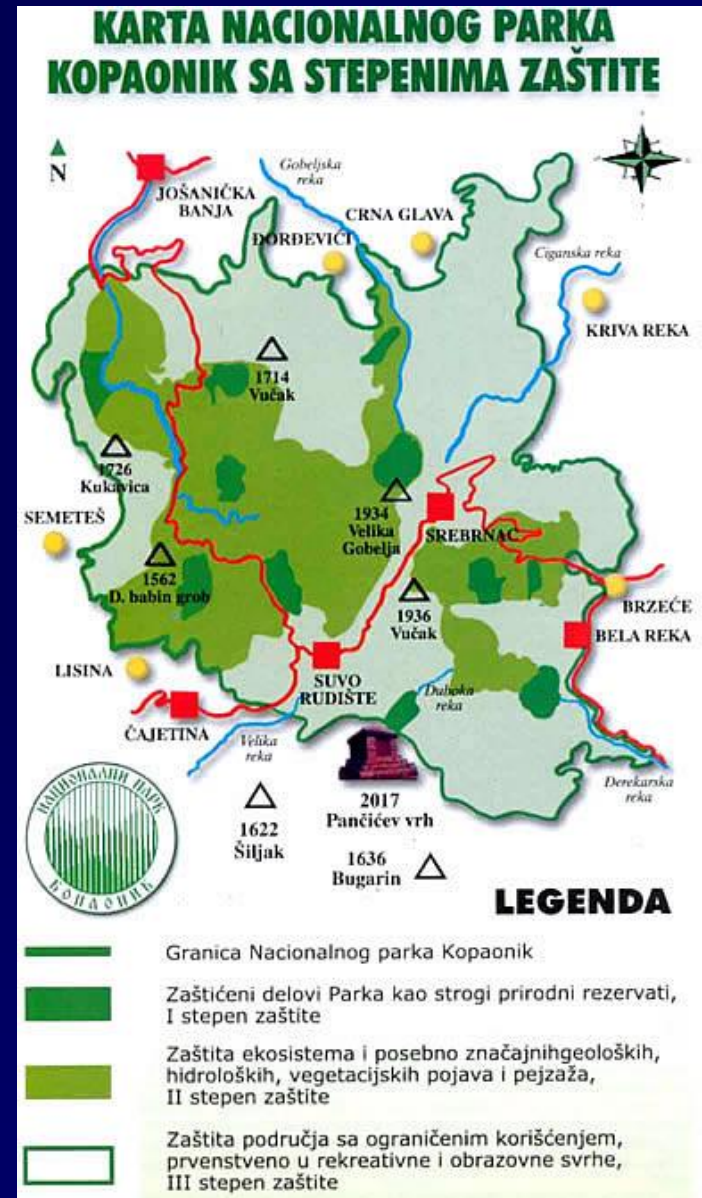 KARTA NACIONALNOG PARKA
KOPAONIK SA STEPENIMA ZAŠTITE
N
JOŠANIČKA
BANJA
Gobeljska
reka
CRNA GLAVA
ĐORĐEVIĆI
Ciganska reka
KRIVA REKA
1714
Vučak
1726
Kukavica
SEMETEŠ
1934
Velika
Gobelja
SREBRNAC
1562
D. babin grob
1936
Vučak
BRZEĆE
BELA REKA
LISINA
SUVO
RUDIŠTE
Duboka
reka
ČAJETINA
Velika
reka
Derekarska
reka
НАЦИОНАЛНИ ПАРК
КОПАОНИК
1622
Šiljak
2017
Pančićev vrh
1636
Bugarin
LEGENDA
Granica Nacionalnog parka Kopaonik
Zaštićeni delovi Parka kao strogi prirodni rezervati,
I stepen zaštite
Zaštita ekosistema i posebno značajnihgeoloških,
hidroloških, vegetacijskih pojava i pejzaža,
II stepen zaštite
Zaštita područja sa ograničenim korišćenjem,
prvenstveno u rekreativne i obrazovne svrhe,
III stepen zaštite